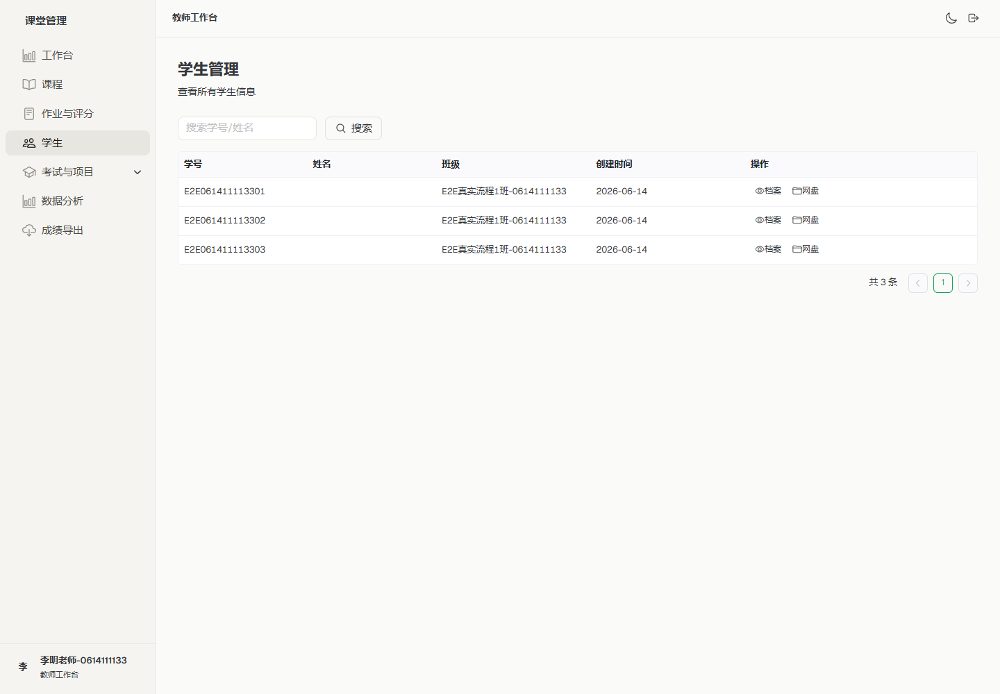 课堂管理
工作台
课程
作业与评分
学生
考试与项目
数据分析
成绩导出
李
李明老师-0614111133
教师工作台
教师工作台
学生管理
查看所有学生信息
搜索学号/姓名
搜索
学号 姓名 班级 创建时间 操作
E2E061411113301 E2E真实流程1班-0614111133 2026-06-14 档案 网盘
E2E061411113302 E2E真实流程1班-0614111133 2026-06-14 档案 网盘
E2E061411113303 E2E真实流程1班-0614111133 2026-06-14 档案 网盘
共 3 条 1